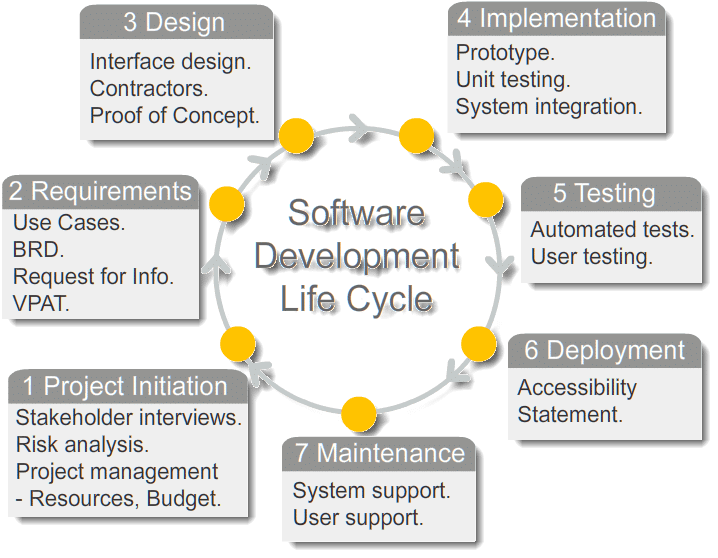 3 Design
Interface design.
Contractors.
Proof of Concept.
4 Implementation
Prototype.
Unit testing.
System integration.
2 Requirements
Use Cases.
BRD.
Request for Info.
VPAT.
Software
Development
Life Cycle
5 Testing
Automated tests.
User testing.
1 Project Initiation
Stakeholder interviews.
Risk analysis.
Project management
- Resources, Budget.
6 Deployment
Accessibility
Statement.
7 Maintenance
System support.
User support.